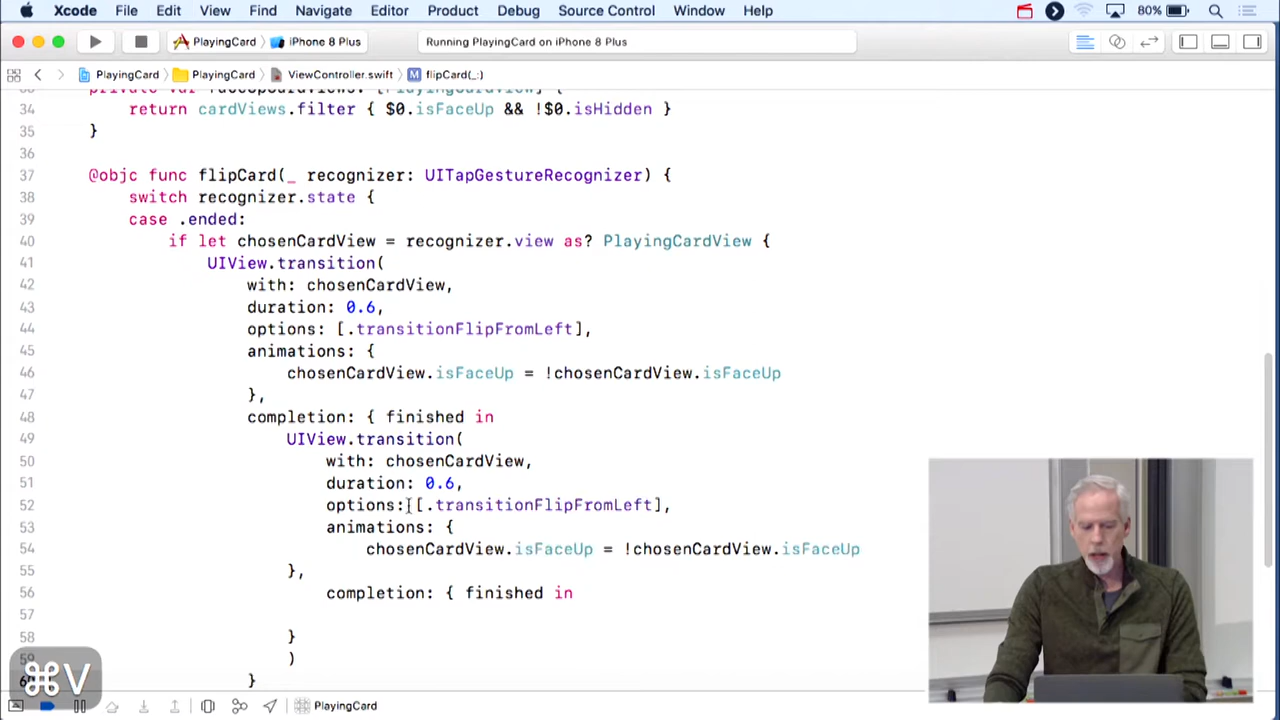 Xcode File Edit View Find Navigate Editor Product Debug Source Control Window Help 80%
PlayingCard iPhone 8 Plus Running PlayingCard on iPhone 8 Plus
PlayingCard PlayingCard ViewController.swift M flipCard(_:)
private var faceUpCardViews: [PlayingCardView] {
34 return cardViews.filter { $0.isFaceUp && !$0.isHidden }
35 }
36
37 @objc func flipCard(_ recognizer: UITapGestureRecognizer) {
38 switch recognizer.state {
39 case .ended:
40 if let chosenCardView = recognizer.view as? PlayingCardView {
41 UIView.transition(
42 with: chosenCardView,
43 duration: 0.6,
44 options: [.transitionFlipFromLeft],
45 animations: {
46 chosenCardView.isFaceUp = !chosenCardView.isFaceUp
47 },
48 completion: { finished in
49 UIView.transition(
50 with: chosenCardView,
51 duration: 0.6,
52 options: [.transitionFlipFromLeft],
53 animations: {
54 chosenCardView.isFaceUp = !chosenCardView.isFaceUp
55 },
56 completion: { finished in
57
58 }
59 )
}
⌘V
PlayingCard